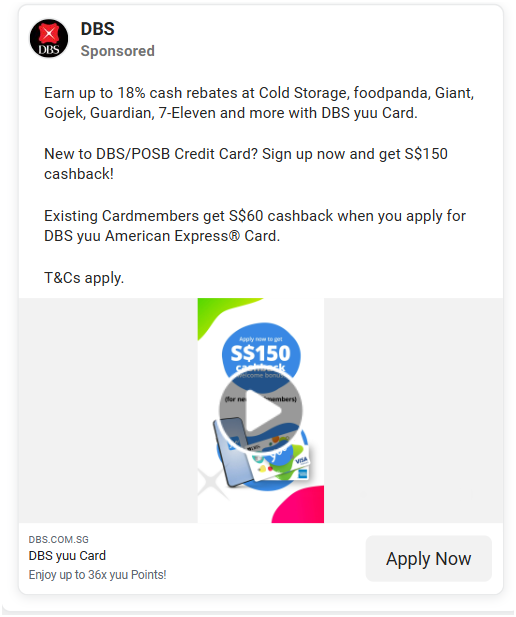 DBS
Sponsored
DBS
Earn up to 18% cash rebates at Cold Storage, foodpanda, Giant,
Gojek, Guardian, 7-Eleven and more with DBS yuu Card.
New to DBS/POSB Credit Card? Sign up now and get S$150
cashback!
Existing Cardmembers get S$60 cashback when you apply for
DBS yuu American Express® Card.
T&Cs apply.
Apply now to get
S$150
cashback
(for new members)
VISA
DBS.COM.SG
DBS yuu Card
Enjoy up to 36x yuu Points!
Apply Now